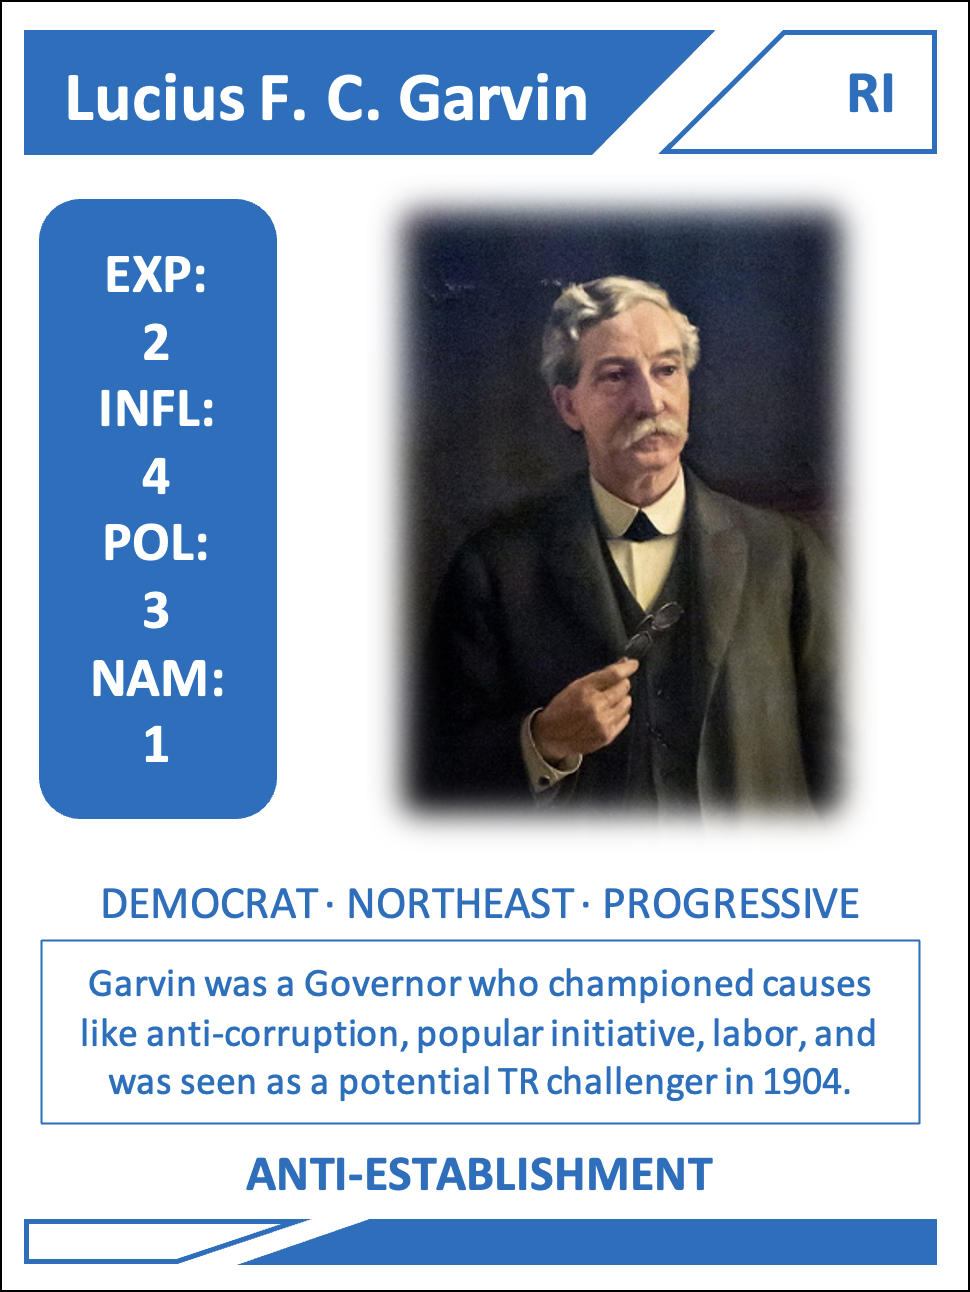 Lucius F. C. Garvin
RI
EXP:
2
INFL:
4
POL:
3
NAM:
1
DEMOCRAT · NORTHEAST · PROGRESSIVE
Garvin was a Governor who championed causes
like anti-corruption, popular initiative, labor, and
was seen as a potential TR challenger in 1904.
ANTI-ESTABLISHMENT